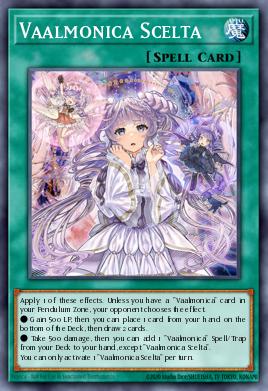 Vaalmonica Scelta
魔
[Spell Card]
Apply 1 of these effects. Unless you have a "Vaalmonica" card in
your Pendulum Zone, your opponent chooses the effect.
● Gain 500 LP, then you can place 1 card from your hand on the
bottom of the Deck, then draw 2 cards.
● Take 500 damage, then you can add 1 "Vaalmonica" Spell/Trap
from your Deck to your hand, except "Vaalmonica Scelta".
You can only activate 1 "Vaalmonica Scelta" per turn.